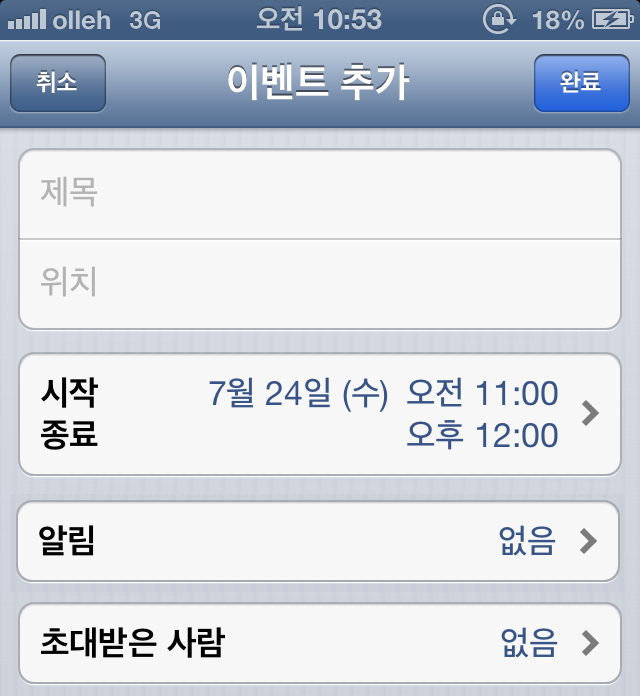 olleh 3G 오전 10:53 18%
취소 이벤트 추가 완료
제목
위치
시작 7월 24일 (수) 오전 11:00
종료 오후 12:00
알림 없음
초대받은 사람 없음